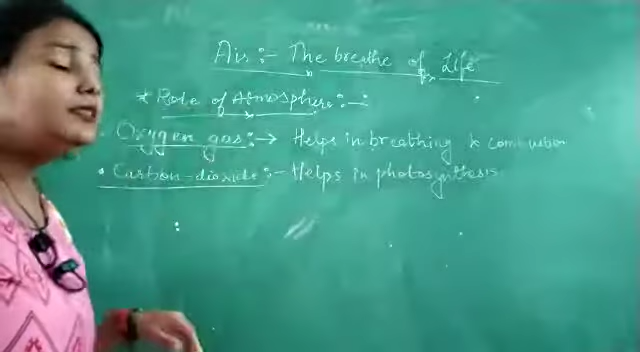 Air :- The breathe of Life
* Role of Atmosphere :-
• Oxygen gas :→ Helps in breathing & combustion
• Carbon-dioxide :- Helps in photosynthesis